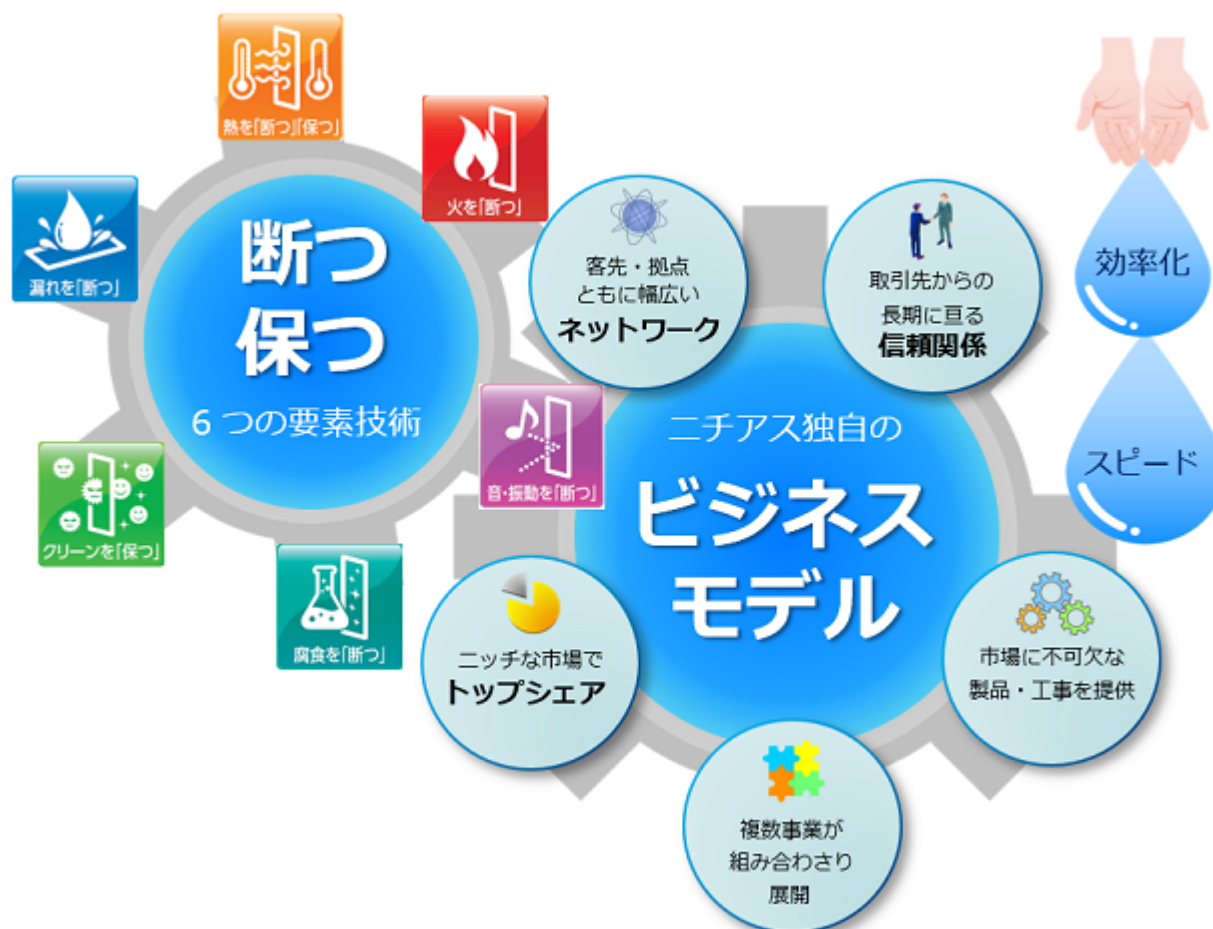 熱を「断つ」「保つ」
火を「断つ」
漏れを「断つ」
断つ
保つ
6つの要素技術
クリーンを「保つ」
腐食を「断つ」
音・振動を「断つ」
客先・拠点
ともに幅広い
ネットワーク
取引先からの
長期に亘る
信頼関係
ニチアス独自の
ビジネス
モデル
ニッチな市場で
トップシェア
市場に不可欠な
製品・工事を提供
複数事業が
組み合わさり
展開
効率化
スピード